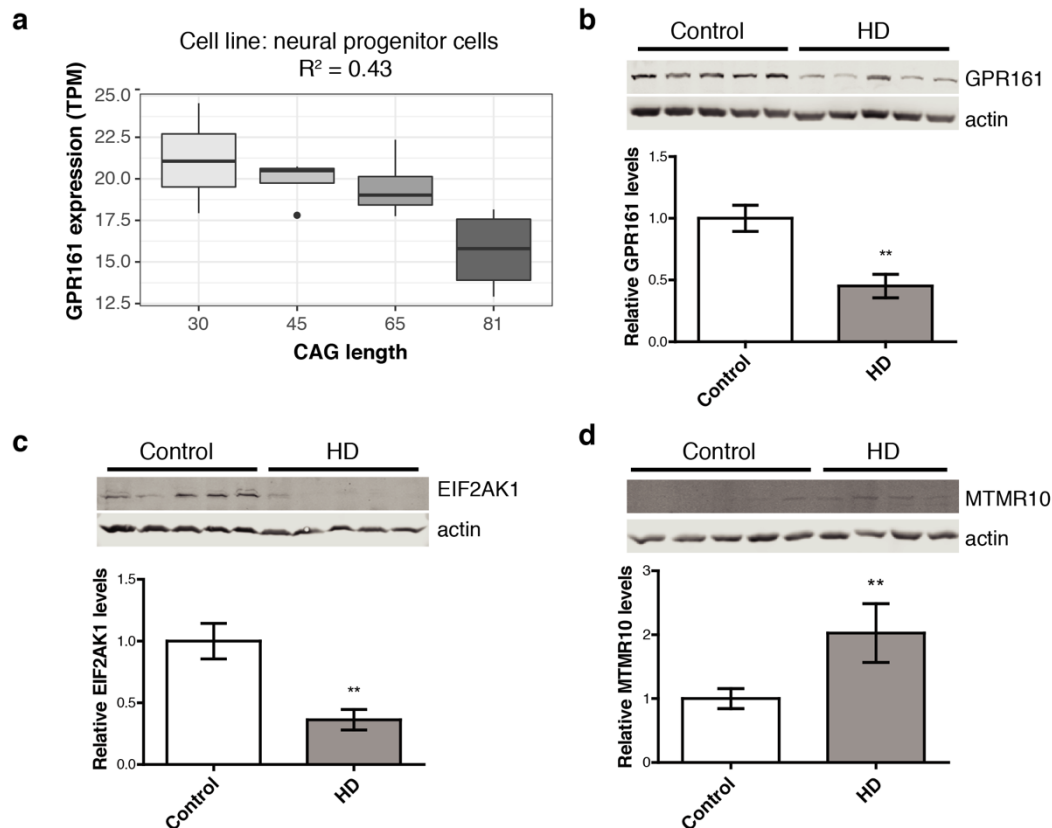 a
Cell line: neural progenitor cells
R² = 0.43
GPR161 expression (TPM)
25.0
22.5
20.0
17.5
15.0
12.5
30 45 65 81
CAG length
b
Control HD
GPR161
actin
Relative GPR161 levels
1.5
1.0
0.5
0.0
**
Control HD
c
Control HD
EIF2AK1
actin
Relative EIF2AK1 levels
1.5
1.0
0.5
0.0
**
Control HD
d
Control HD
MTMR10
actin
Relative MTMR10 levels
3
2
1
0
**
Control HD